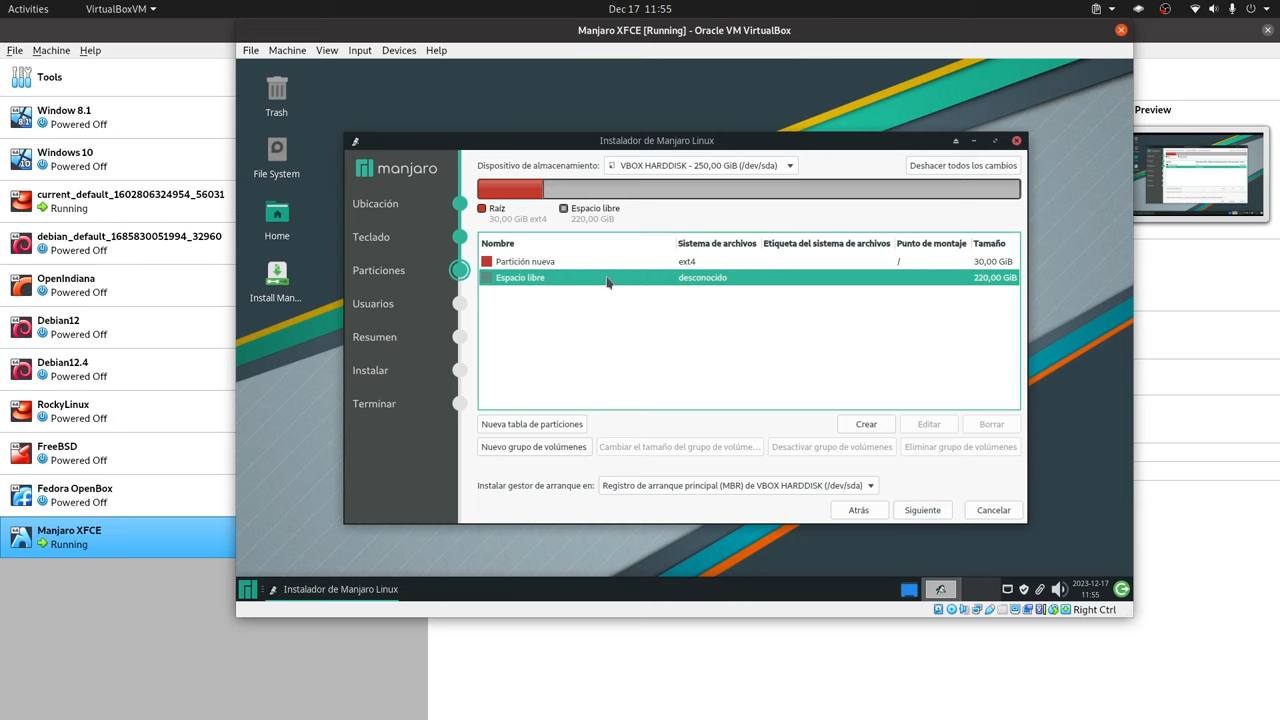 Activities
VirtualBoxVM
Dec 17 11:55
Manjaro XFCE [Running] - Oracle VM VirtualBox
File Machine Help
File Machine View Input Devices Help
Tools
Window 8.1
Powered Off
Windows 10
Powered Off
current_default_1602806324954_56031
Running
debian_default_1685830051994_32960
Running
OpenIndiana
Powered Off
Debian12
Powered Off
Debian12.4
Powered Off
RockyLinux
Powered Off
FreeBSD
Powered Off
Fedora OpenBox
Powered Off
Manjaro XFCE
Running
Preview
Trash
File System
Home
Install Man...
Instalador de Manjaro Linux
manjaro
Ubicación
Teclado
Particiones
Usuarios
Resumen
Instalar
Terminar
Dispositivo de almacenamiento: VBOX HARDDISK - 250,00 GiB (/dev/sda) Deshacer todos los cambios
Raíz Espacio libre
30,00 GiB ext4 220,00 GiB
Nombre Sistema de archivos Etiqueta del sistema de archivos Punto de montaje Tamaño
Partición nueva ext4 / 30,00 GiB
Espacio libre desconocido 220,00 GiB
Nueva tabla de particiones Crear Editar Borrar
Nuevo grupo de volúmenes Cambiar el tamaño del grupo de volúme... Desactivar grupo de volúmenes Eliminar grupo de volúmenes
Instalar gestor de arranque en: Registro de arranque principal (MBR) de VBOX HARDDISK (/dev/sda)
Atrás Siguiente Cancelar
Instalador de Manjaro Linux
2023-12-17
11:55
Right Ctrl